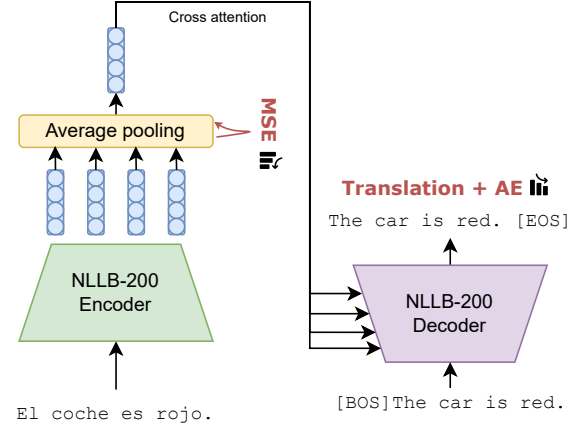 Cross attention
Average pooling
MSE
NLLB-200
Encoder
El coche es rojo.
Translation + AE
The car is red. [EOS]
NLLB-200
Decoder
[BOS]The car is red.